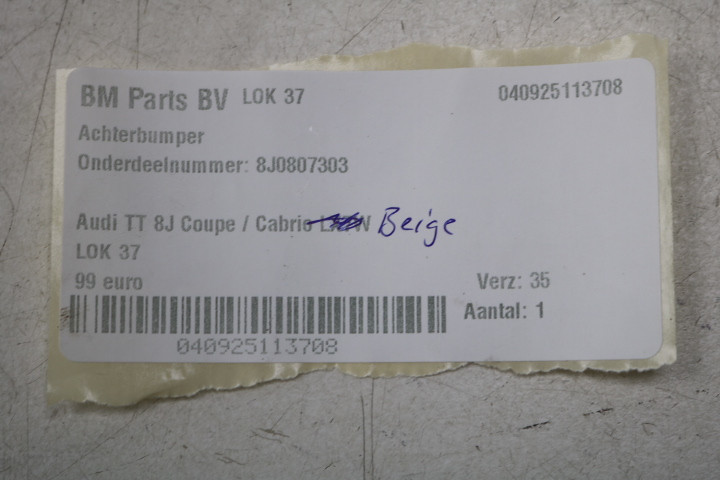 BM Parts BV LOK 37 040925113708
Achterbumper
Onderdeelnummer: 8J0807303
Audi TT 8J Coupe / Cabrio Beige
LOK 37
99 euro Verz: 35
Aantal: 1
040925113708